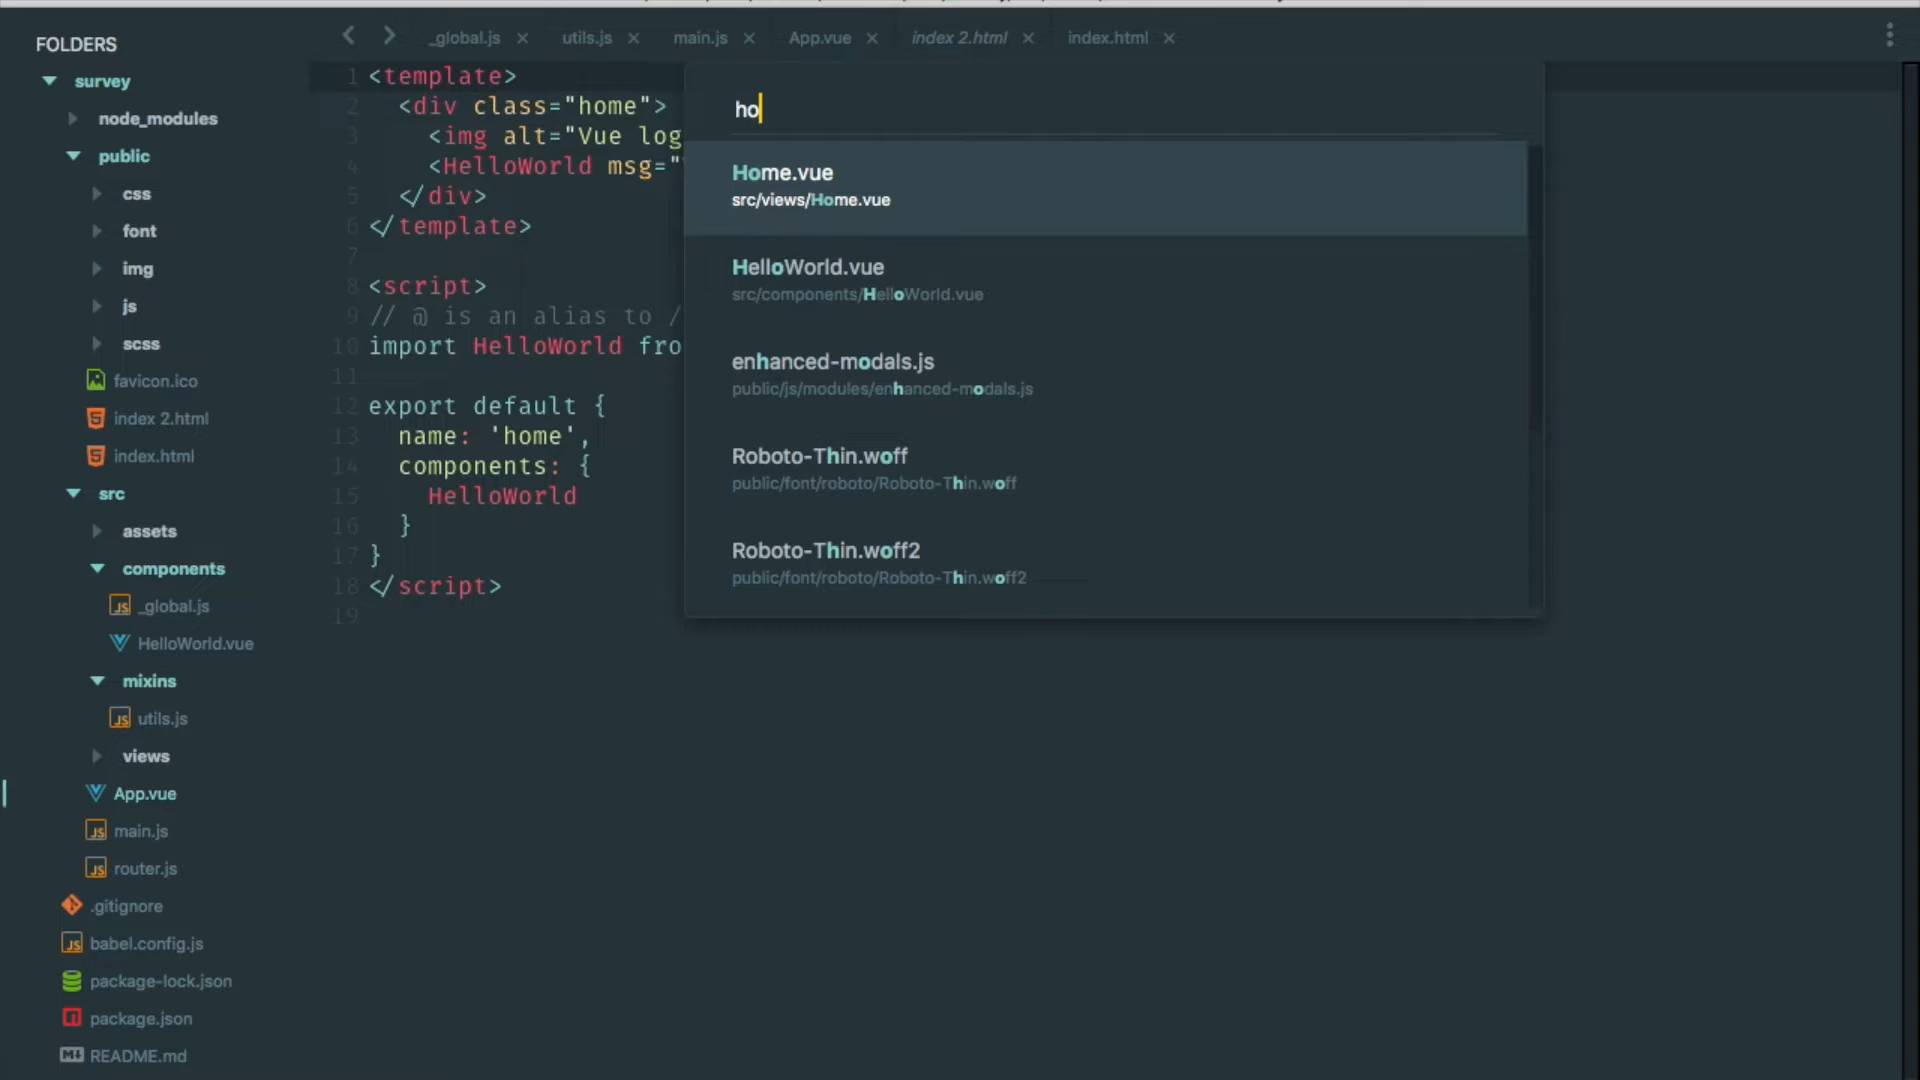 FOLDERS
survey
node_modules
public
css
font
img
js
scss
favicon.ico
index 2.html
index.html
src
assets
components
_global.js
HelloWorld.vue
mixins
utils.js
views
App.vue
main.js
router.js
.gitignore
babel.config.js
package-lock.json
package.json
README.md
_global.js × utils.js × main.js × App.vue × index 2.html × index.html ×
1 <template>
2 <div class="home">
3 <img alt="Vue log
4 <HelloWorld msg="
5 </div>
6 </template>
7
8 <script>
9 // @ is an alias to /
10 import HelloWorld fro
11
12 export default {
13 name: 'home',
14 components: {
15 HelloWorld
16 }
17 }
18 </script>
19
ho
Home.vue
src/views/Home.vue
HelloWorld.vue
src/components/HelloWorld.vue
enhanced-modals.js
public/js/modules/enhanced-modals.js
Roboto-Thin.woff
public/font/roboto/Roboto-Thin.woff
Roboto-Thin.woff2
public/font/roboto/Roboto-Thin.woff2